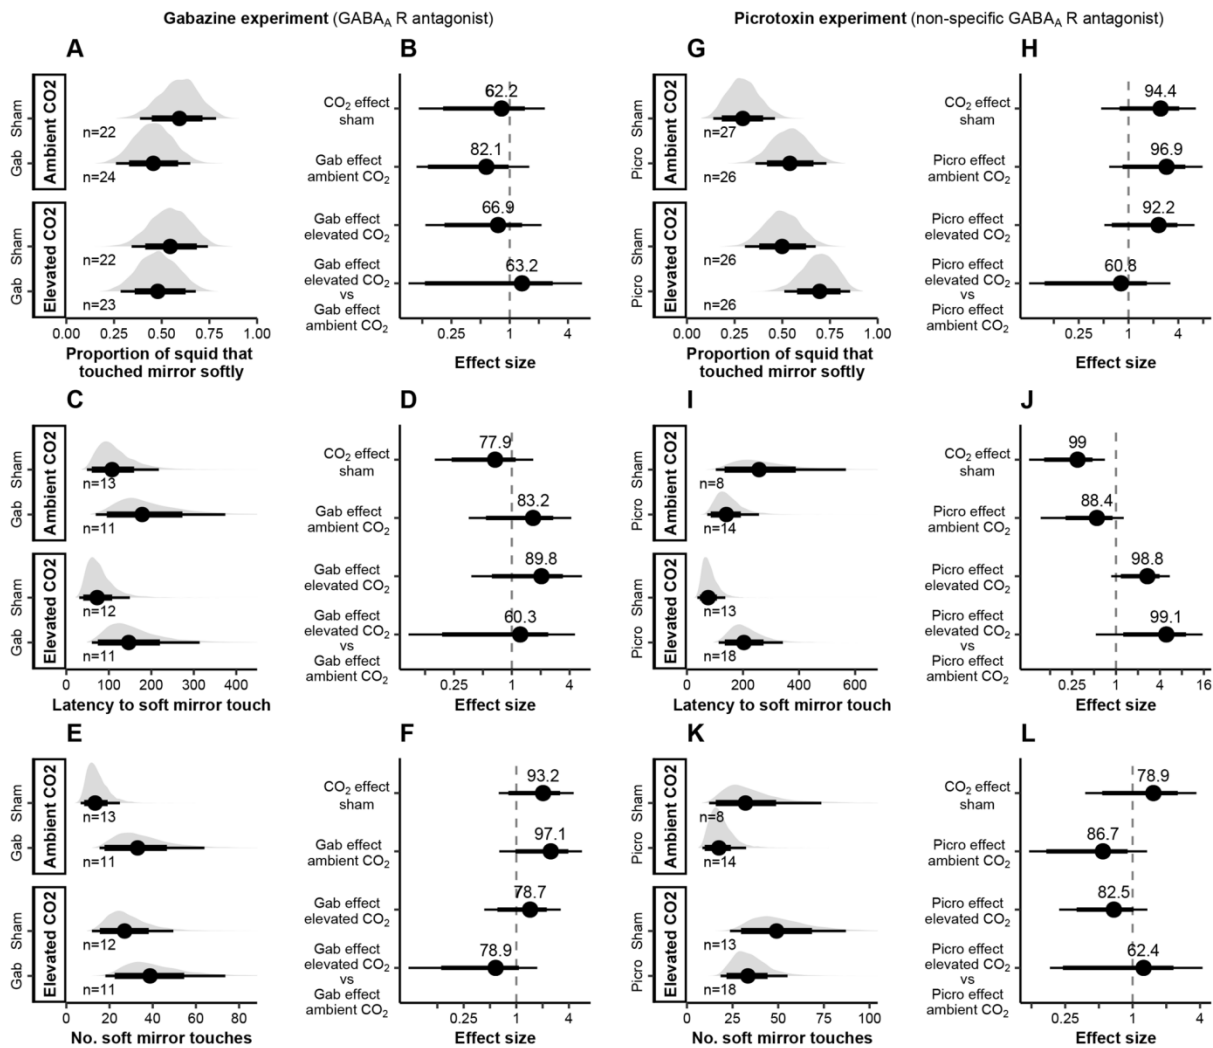 Gabazine experiment (GABA_A R antagonist)
Picrotoxin experiment (non-specific GABA_A R antagonist)
A
Ambient CO2
Elevated CO2
Sham
Gab
Sham
Gab
n=22
n=24
n=22
n=23
0.00 0.25 0.50 0.75 1.00
Proportion of squid that
touched mirror softly
B
CO₂ effect
sham
Gab effect
ambient CO₂
Gab effect
elevated CO₂
Gab effect
elevated CO₂
vs
Gab effect
ambient CO₂
62.2
82.1
66.9
63.2
0.25 1 4
Effect size
G
Ambient CO2
Elevated CO2
Sham
Picro
Sham
Picro
n=27
n=26
n=26
n=26
0.00 0.25 0.50 0.75 1.00
Proportion of squid that
touched mirror softly
H
CO₂ effect
sham
Picro effect
ambient CO₂
Picro effect
elevated CO₂
Picro effect
elevated CO₂
vs
Picro effect
ambient CO₂
94.4
96.9
92.2
60.8
0.25 1 4
Effect size
C
Ambient CO2
Elevated CO2
Sham
Gab
Sham
Gab
n=13
n=11
n=12
n=11
0 100 200 300 400
Latency to soft mirror touch
D
CO₂ effect
sham
Gab effect
ambient CO₂
Gab effect
elevated CO₂
Gab effect
elevated CO₂
vs
Gab effect
ambient CO₂
77.9
83.2
89.8
60.3
0.25 1 4
Effect size
I
Ambient CO2
Elevated CO2
Sham
Picro
Sham
Picro
n=8
n=14
n=13
n=18
0 200 400 600
Latency to soft mirror touch
J
CO₂ effect
sham
Picro effect
ambient CO₂
Picro effect
elevated CO₂
Picro effect
elevated CO₂
vs
Picro effect
ambient CO₂
99
88.4
98.8
99.1
0.25 1 4 16
Effect size
E
Ambient CO2
Elevated CO2
Sham
Gab
Sham
Gab
n=13
n=11
n=12
n=11
0 20 40 60 80
No. soft mirror touches
F
CO₂ effect
sham
Gab effect
ambient CO₂
Gab effect
elevated CO₂
Gab effect
elevated CO₂
vs
Gab effect
ambient CO₂
93.2
97.1
78.7
78.9
0.25 1 4
Effect size
K
Ambient CO2
Elevated CO2
Sham
Picro
Sham
Picro
n=8
n=14
n=13
n=18
0 25 50 75 100
No. soft mirror touches
L
CO₂ effect
sham
Picro effect
ambient CO₂
Picro effect
elevated CO₂
Picro effect
elevated CO₂
vs
Picro effect
ambient CO₂
78.9
86.7
82.5
62.4
0.25 1 4
Effect size